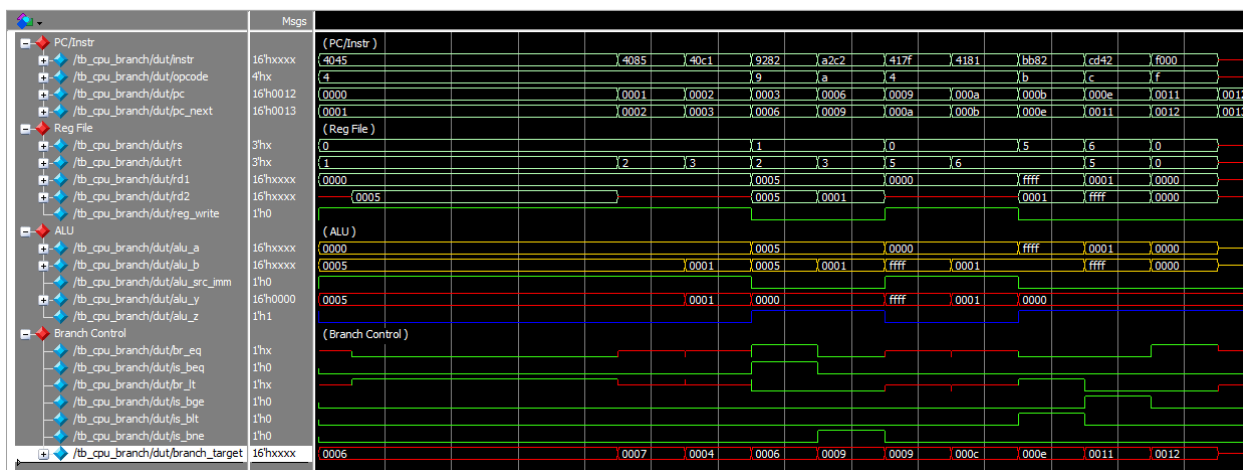 Msgs
PC/Instr (PC/Instr )
/tb_cpu_branch/dut/instr 16'hxxxx 4045 4085 40c1 9282 a2c2 417f 4181 bb82 cd42 f000
/tb_cpu_branch/dut/opcode 4'hx 4 9 a 4 b c f
/tb_cpu_branch/dut/pc 16'h0012 0000 0001 0002 0003 0006 0009 000a 000b 000e 0011 0012
/tb_cpu_branch/dut/pc_next 16'h0013 0001 0002 0003 0006 0009 000a 000b 000e 0011 0012 0013
Reg File (Reg File )
/tb_cpu_branch/dut/rs 3'hx 0 1 0 5 6 0
/tb_cpu_branch/dut/rt 3'hx 1 2 3 2 3 5 6 5 0
/tb_cpu_branch/dut/rd1 16'hxxxx 0000 0005 0000 ffff 0001 0000
/tb_cpu_branch/dut/rd2 16'hxxxx 0005 0005 0001 0001 ffff 0000
/tb_cpu_branch/dut/reg_write 1'h0
ALU (ALU )
/tb_cpu_branch/dut/alu_a 16'hxxxx 0000 0005 0000 ffff 0001 0000
/tb_cpu_branch/dut/alu_b 16'hxxxx 0005 0001 0005 0001 ffff 0001 ffff 0000
/tb_cpu_branch/dut/alu_src_imm 1'h0
/tb_cpu_branch/dut/alu_y 16'h0000 0005 0001 0000 ffff 0001 0000
/tb_cpu_branch/dut/alu_z 1'h1
Branch Control (Branch Control )
/tb_cpu_branch/dut/br_eq 1'hx
/tb_cpu_branch/dut/is_beq 1'h0
/tb_cpu_branch/dut/br_lt 1'hx
/tb_cpu_branch/dut/is_bge 1'h0
/tb_cpu_branch/dut/is_blt 1'h0
/tb_cpu_branch/dut/is_bne 1'h0
/tb_cpu_branch/dut/branch_target 16'hxxxx 0006 0007 0004 0006 0009 0009 000c 000e 0011 0012